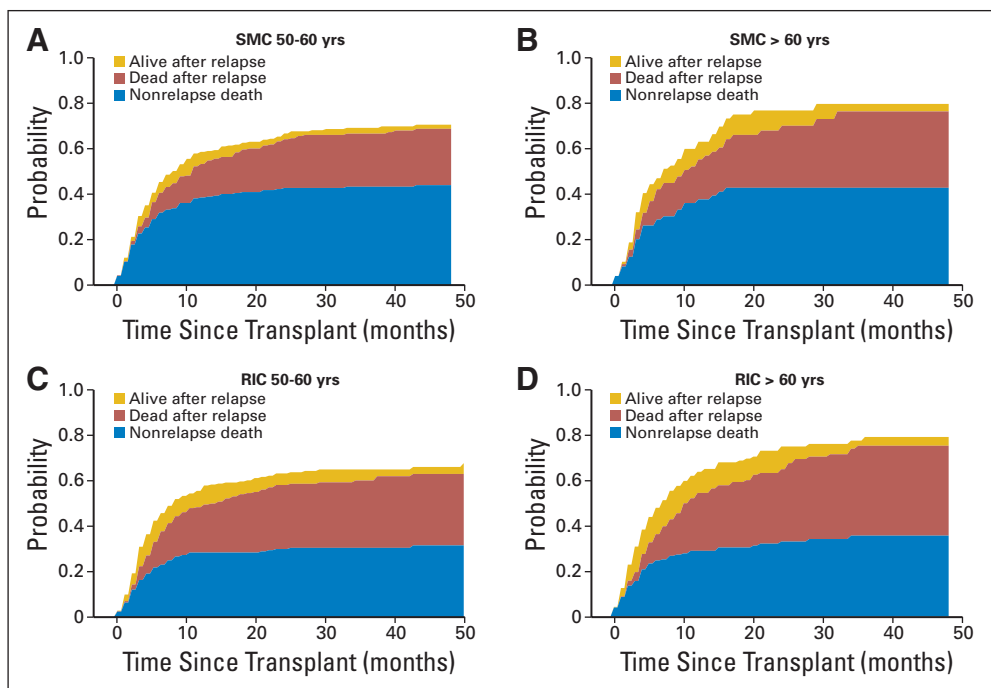 A
SMC 50-60 yrs
Alive after relapse
Dead after relapse
Nonrelapse death
Probability
1.0
0.8
0.6
0.4
0.2
0
0
10
20
30
40
50
Time Since Transplant (months)
B
SMC > 60 yrs
Alive after relapse
Dead after relapse
Nonrelapse death
Probability
1.0
0.8
0.6
0.4
0.2
0
0
10
20
30
40
50
Time Since Transplant (months)
C
RIC 50-60 yrs
Alive after relapse
Dead after relapse
Nonrelapse death
Probability
1.0
0.8
0.6
0.4
0.2
0
0
10
20
30
40
50
Time Since Transplant (months)
D
RIC > 60 yrs
Alive after relapse
Dead after relapse
Nonrelapse death
Probability
1.0
0.8
0.6
0.4
0.2
0
0
10
20
30
40
50
Time Since Transplant (months)